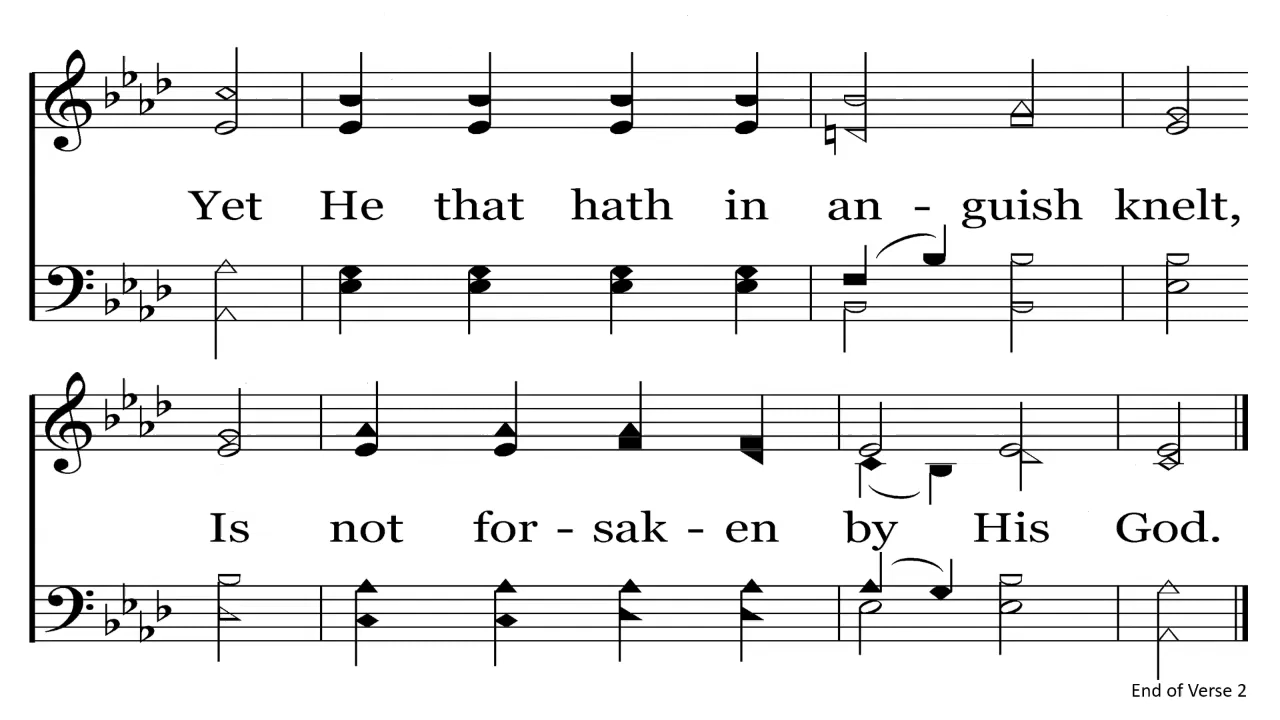 Yet He that hath in an - guish knelt,
Is not for - sak - en by His God.
End of Verse 2